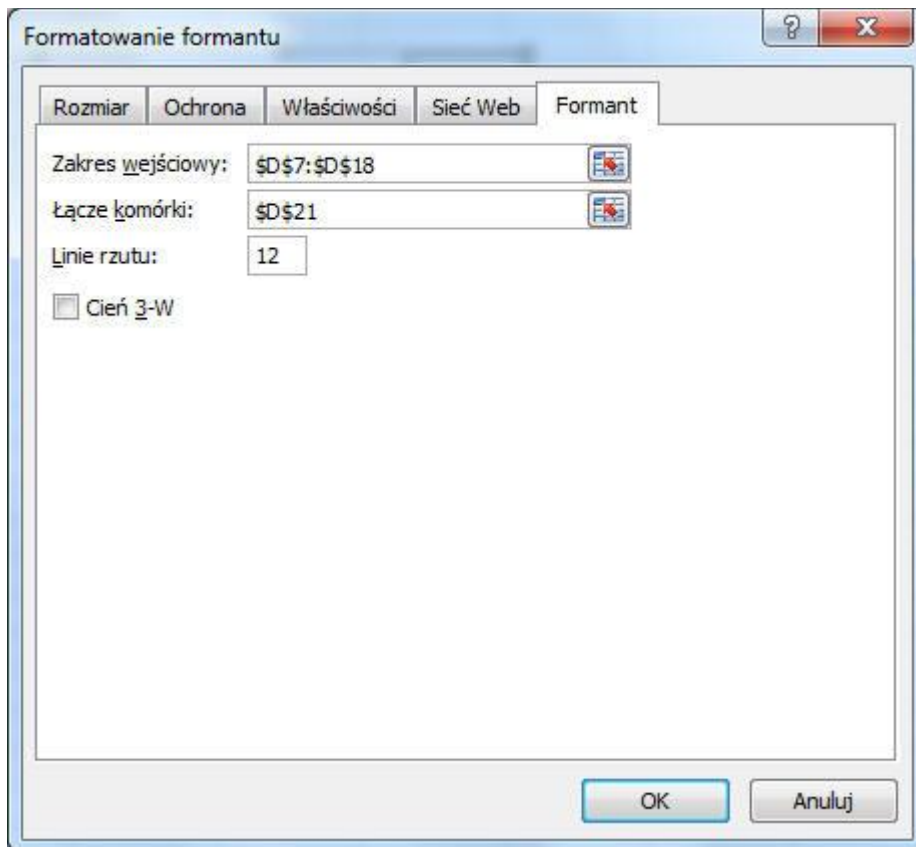 Formatowanie formantu
Rozmiar Ochrona Właściwości Sieć Web Formant
Zakres wejściowy: $D$7:$D$18
Łącze komórki: $D$21
Linie rzutu: 12
Cień 3-W
OK Anuluj